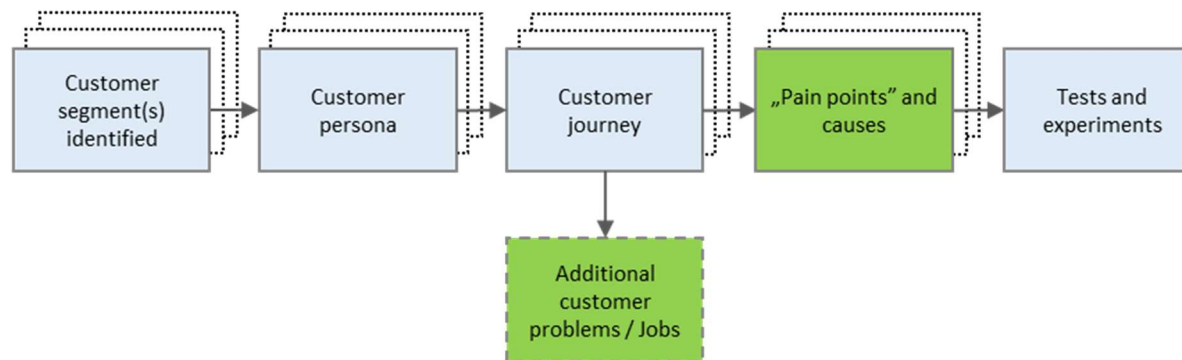 Customer
segment(s)
identified
Customer
persona
Customer
journey
„Pain points” and
causes
Tests and
experiments
Additional
customer
problems / Jobs